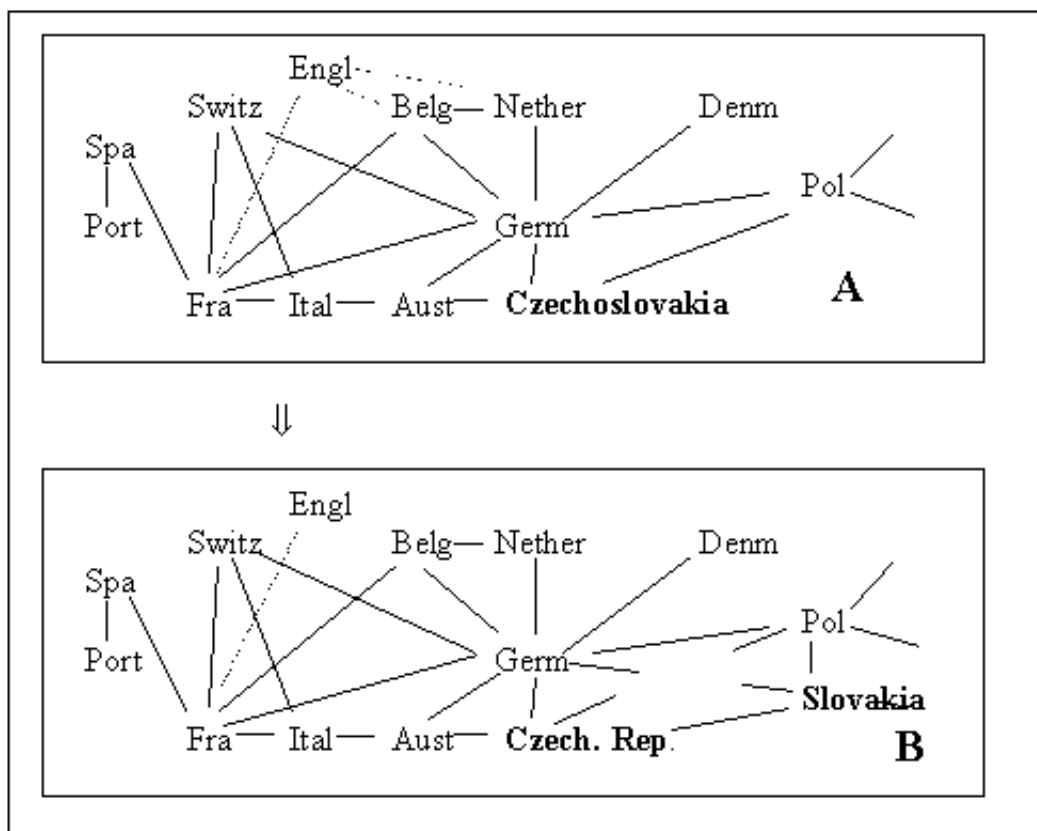 Engl
Switz Belg Nether Denm
Spa
Pol
Port Germ
Fra Ital Aust Czechoslovakia A
⇓
Engl
Switz Belg Nether Denm
Spa
Pol
Port Germ
Slovakia
Fra Ital Aust Czech. Rep. B